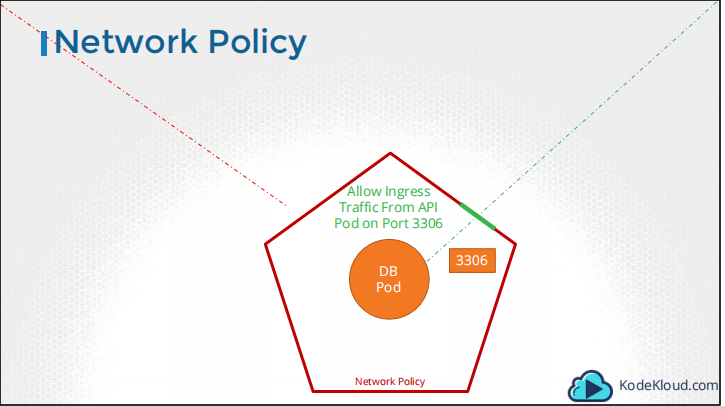 Network Policy
Allow Ingress
Traffic From API
Pod on Port 3306
3306
DB
Pod
Network Policy
KodeKloud.com